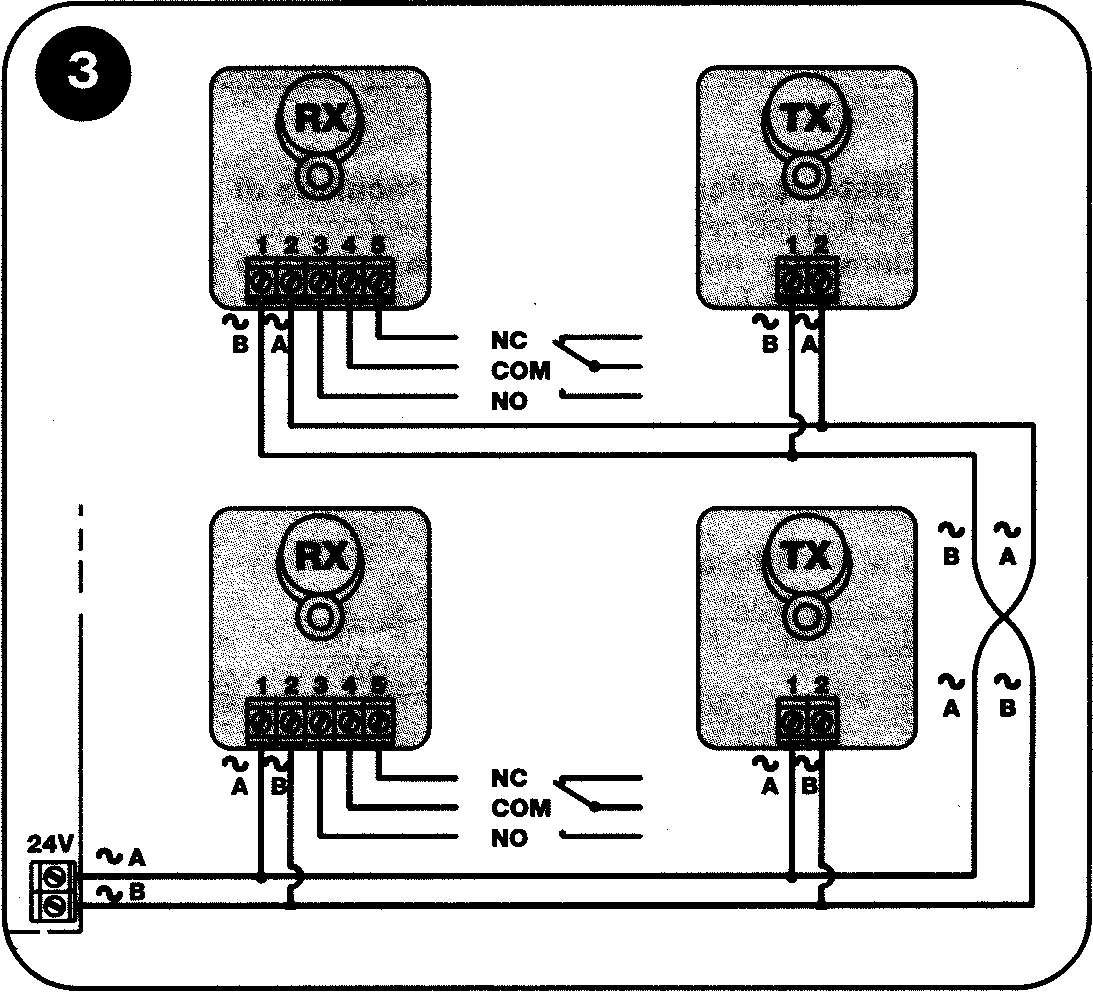 3
RX TX
1 2 3 4 5 1 2
~ ~ ~ ~
B A B A
NC
COM
NO
RX TX
~ ~
B A
1 2 3 4 5 1 2
~ ~
A B
~ ~ ~ ~
A B A B
NC
COM
NO
24V
~ A
~ B